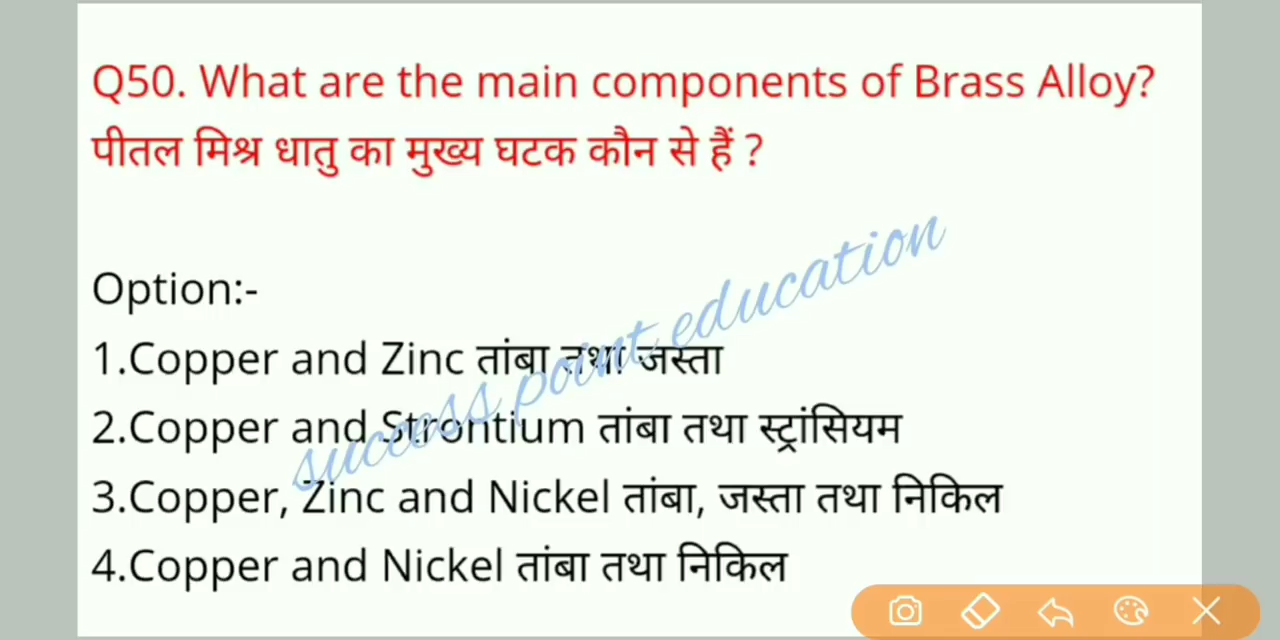 Q50. What are the main components of Brass Alloy?
पीतल मिश्र धातु का मुख्य घटक कौन से हैं ?
Option:-
1.Copper and Zinc तांबा तथा जस्ता
2.Copper and Strontium तांबा तथा स्ट्रांसियम
3.Copper, Zinc and Nickel तांबा, जस्ता तथा निकिल
4.Copper and Nickel तांबा तथा निकिल
success point education